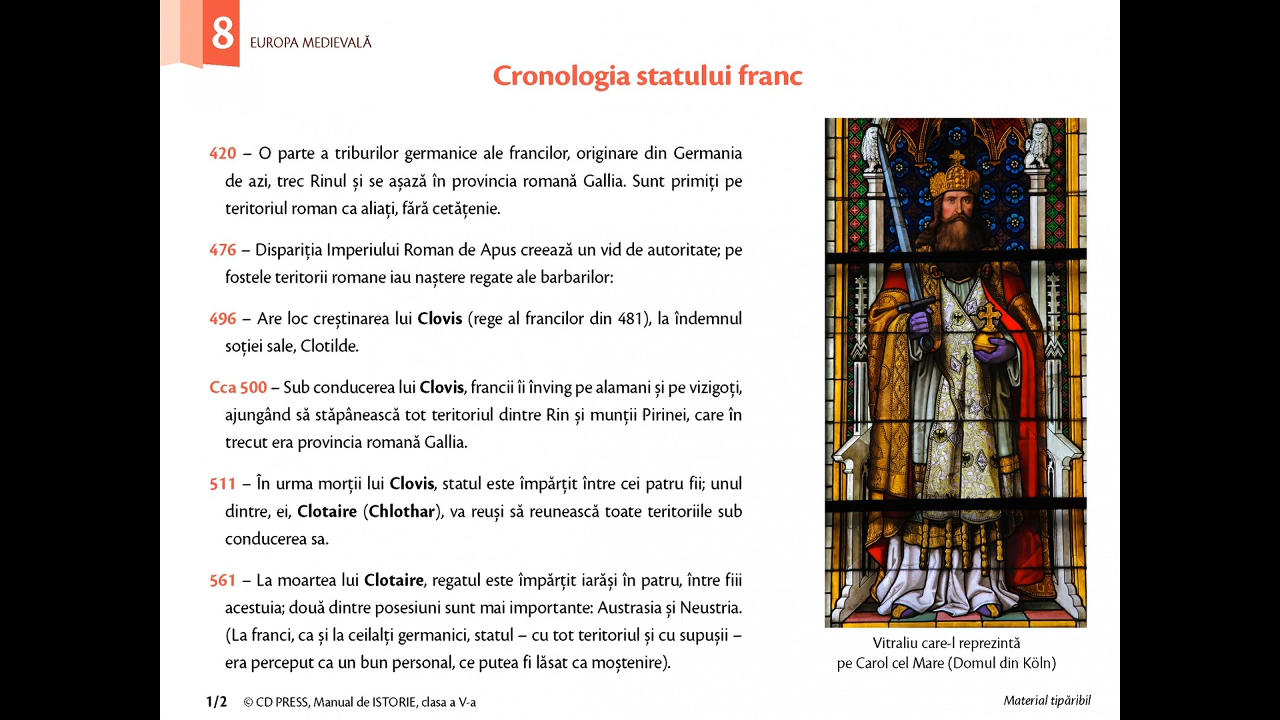 8
EUROPA MEDIEVALĂ
Cronologia statului franc
420 – O parte a triburilor germanice ale francilor, originare din Germania
de azi, trec Rinul și se așază în provincia romană Gallia. Sunt primiți pe
teritoriul roman ca aliați, fără cetățenie.
476 – Dispariția Imperiului Roman de Apus creează un vid de autoritate; pe
fostele teritorii romane iau naștere regate ale barbarilor:
496 – Are loc creștinarea lui Clovis (rege al francilor din 481), la îndemnul
soției sale, Clotilde.
Cca 500 – Sub conducerea lui Clovis, francii îi înving pe alamani și pe vizigoți,
ajungând să stăpânească tot teritoriul dintre Rin și munții Pirinei, care în
trecut era provincia romană Gallia.
511 – În urma morții lui Clovis, statul este împărțit între cei patru fii; unul
dintre, ei, Clotaire (Chlothar), va reuși să reunească toate teritoriile sub
conducerea sa.
561 – La moartea lui Clotaire, regatul este împărțit iarăși în patru, între fiii
acestuia; două dintre posesiuni sunt mai importante: Austrasia și Neustria.
(La franci, ca și la ceilalți germanici, statul – cu tot teritoriul și cu supușii –
era perceput ca un bun personal, ce putea fi lăsat ca moștenire).
Vitraliu care-l reprezintă
pe Carol cel Mare (Domul din Köln)
1/2 © CD PRESS, Manual de ISTORIE, clasa a V-a
Material tipăribil